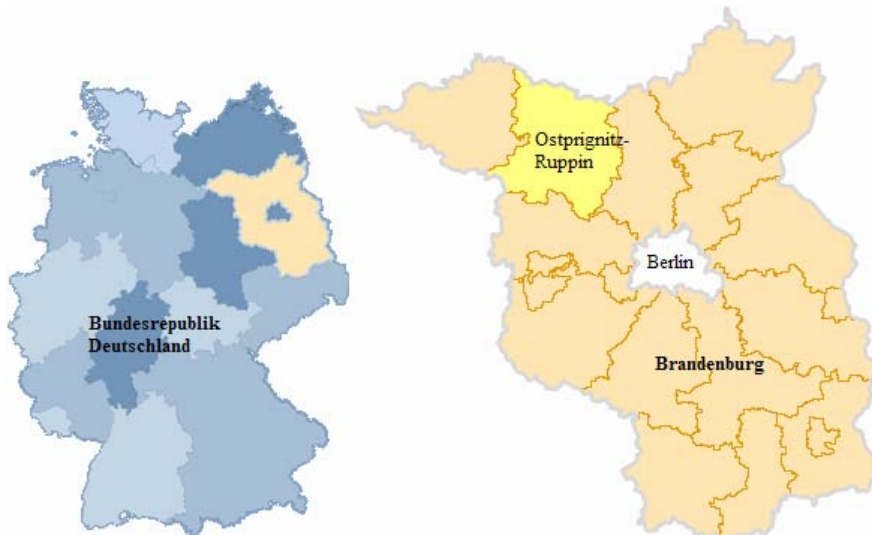 Bundesrepublik
Deutschland
Ostprignitz-
Ruppin
Berlin
Brandenburg